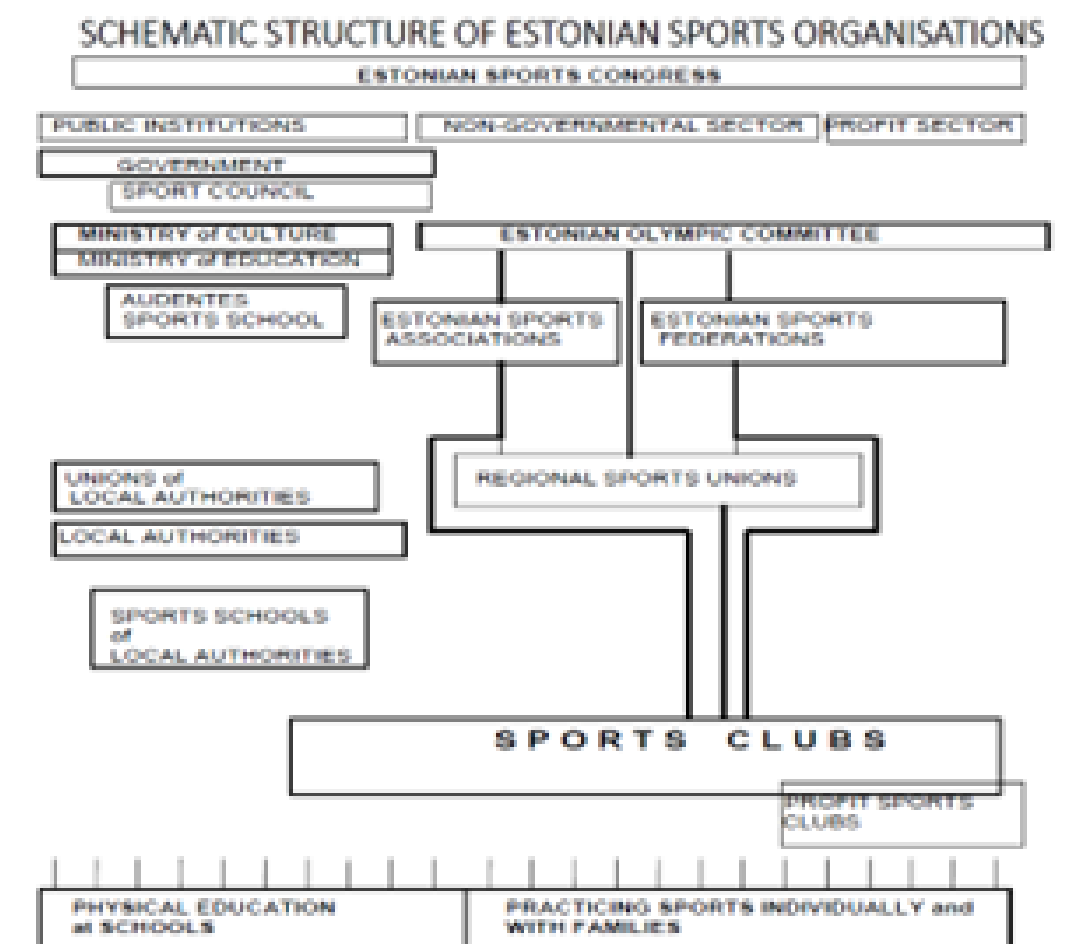 SCHEMATIC STRUCTURE OF ESTONIAN SPORTS ORGANISATIONS
ESTONIAN SPORTS CONGRESS
PUBLIC INSTITUTIONS
NON-GOVERNMENTAL SECTOR
PROFIT SECTOR
GOVERNMENT
SPORT COUNCIL
MINISTRY of CULTURE
ESTONIAN OLYMPIC COMMITTEE
MINISTRY of EDUCATION
AUDENTES
SPORTS SCHOOL
ESTONIAN SPORTS
ASSOCIATIONS
ESTONIAN SPORTS
FEDERATIONS
UNIONS of
LOCAL AUTHORITIES
REGIONAL SPORTS UNIONS
LOCAL AUTHORITIES
SPORTS SCHOOLS
of
LOCAL AUTHORITIES
SPORTS CLUBS
PROFIT SPORTS
CLUBS
PHYSICAL EDUCATION
at SCHOOLS
PRACTICING SPORTS INDIVIDUALLY and
WITH FAMILIES